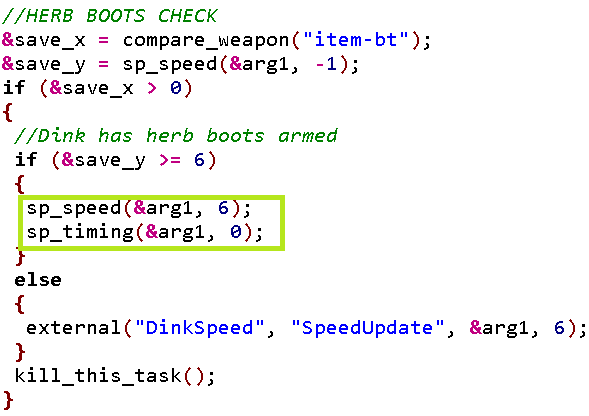 //HERB BOOTS CHECK
&save_x = compare_weapon("item-bt");
&save_y = sp_speed(&arg1, -1);
if (&save_x > 0)
{
//Dink has herb boots armed
if (&save_y >= 6)
{
sp_speed(&arg1, 6);
sp_timing(&arg1, 0);
}
else
{
external("DinkSpeed", "SpeedUpdate", &arg1, 6);
}
kill_this_task();
}